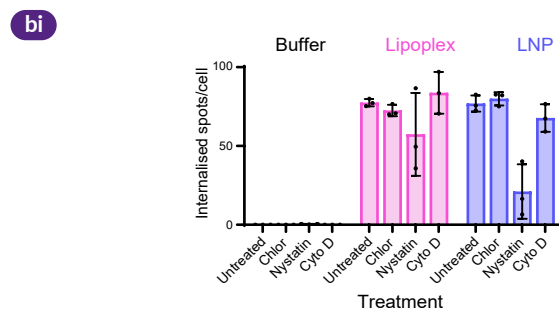 bi
Buffer Lipoplex LNP
Internalised spots/cell
100
50
0
Untreated Chlor Nystatin Cyto D Untreated Chlor Nystatin Cyto D Untreated Chlor Nystatin Cyto D
Treatment